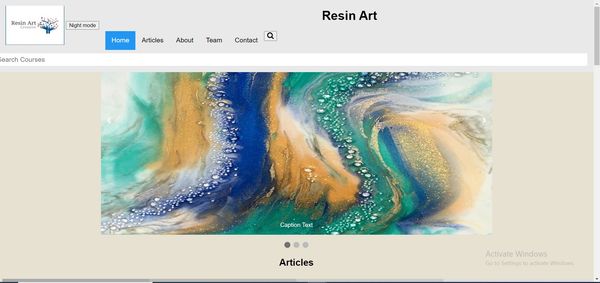 Resin Art
Night mode
Resin Art
Home
Articles
About
Team
Contact
Search Courses
Caption Text
Articles
Activate Windows
Go to Settings to activate Windows.